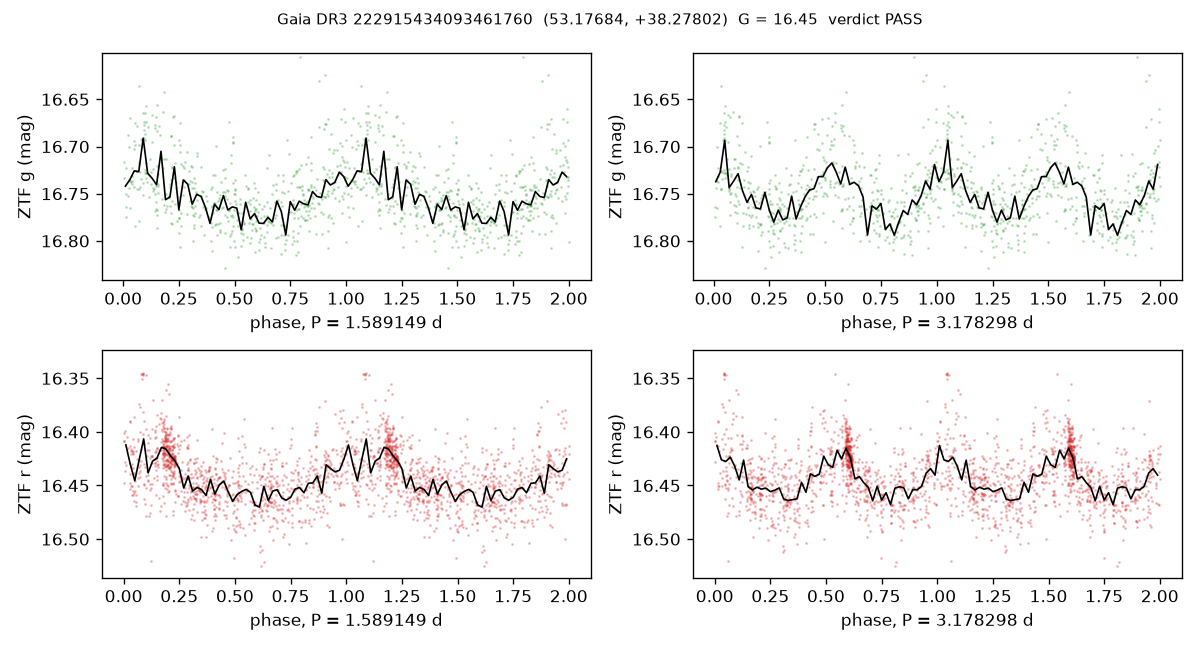 Gaia DR3 222915434093461760  (53.17684, +38.27802)  G = 16.45  verdict PASS
ZTF g (mag)
16.65
16.70
16.75
16.80
0.00 0.25 0.50 0.75 1.00 1.25 1.50 1.75 2.00
phase, P = 1.589149 d
ZTF g (mag)
16.65
16.70
16.75
16.80
0.00 0.25 0.50 0.75 1.00 1.25 1.50 1.75 2.00
phase, P = 3.178298 d
ZTF r (mag)
16.35
16.40
16.45
16.50
0.00 0.25 0.50 0.75 1.00 1.25 1.50 1.75 2.00
phase, P = 1.589149 d
ZTF r (mag)
16.35
16.40
16.45
16.50
0.00 0.25 0.50 0.75 1.00 1.25 1.50 1.75 2.00
phase, P = 3.178298 d